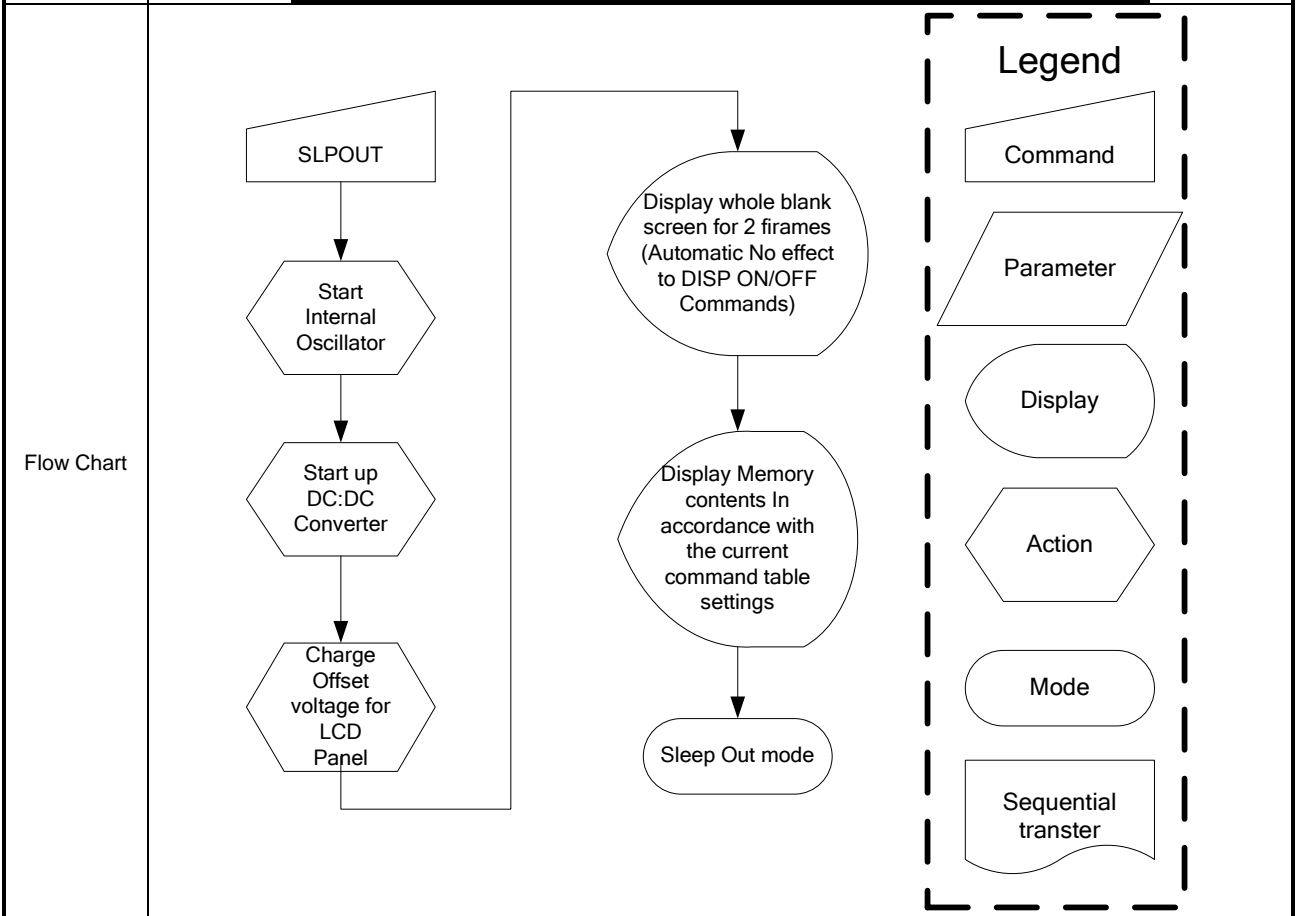 Flow Chart
SLPOUT
Start
Internal
Oscillator
Start up
DC:DC
Converter
Charge
Offset
voltage for
LCD
Panel
Display whole blank
screen for 2 firames
(Automatic No effect
to DISP ON/OFF
Commands)
Display Memory
contents In
accordance with
the current
command table
settings
Sleep Out mode
Legend
Command
Parameter
Display
Action
Mode
Sequential
transter